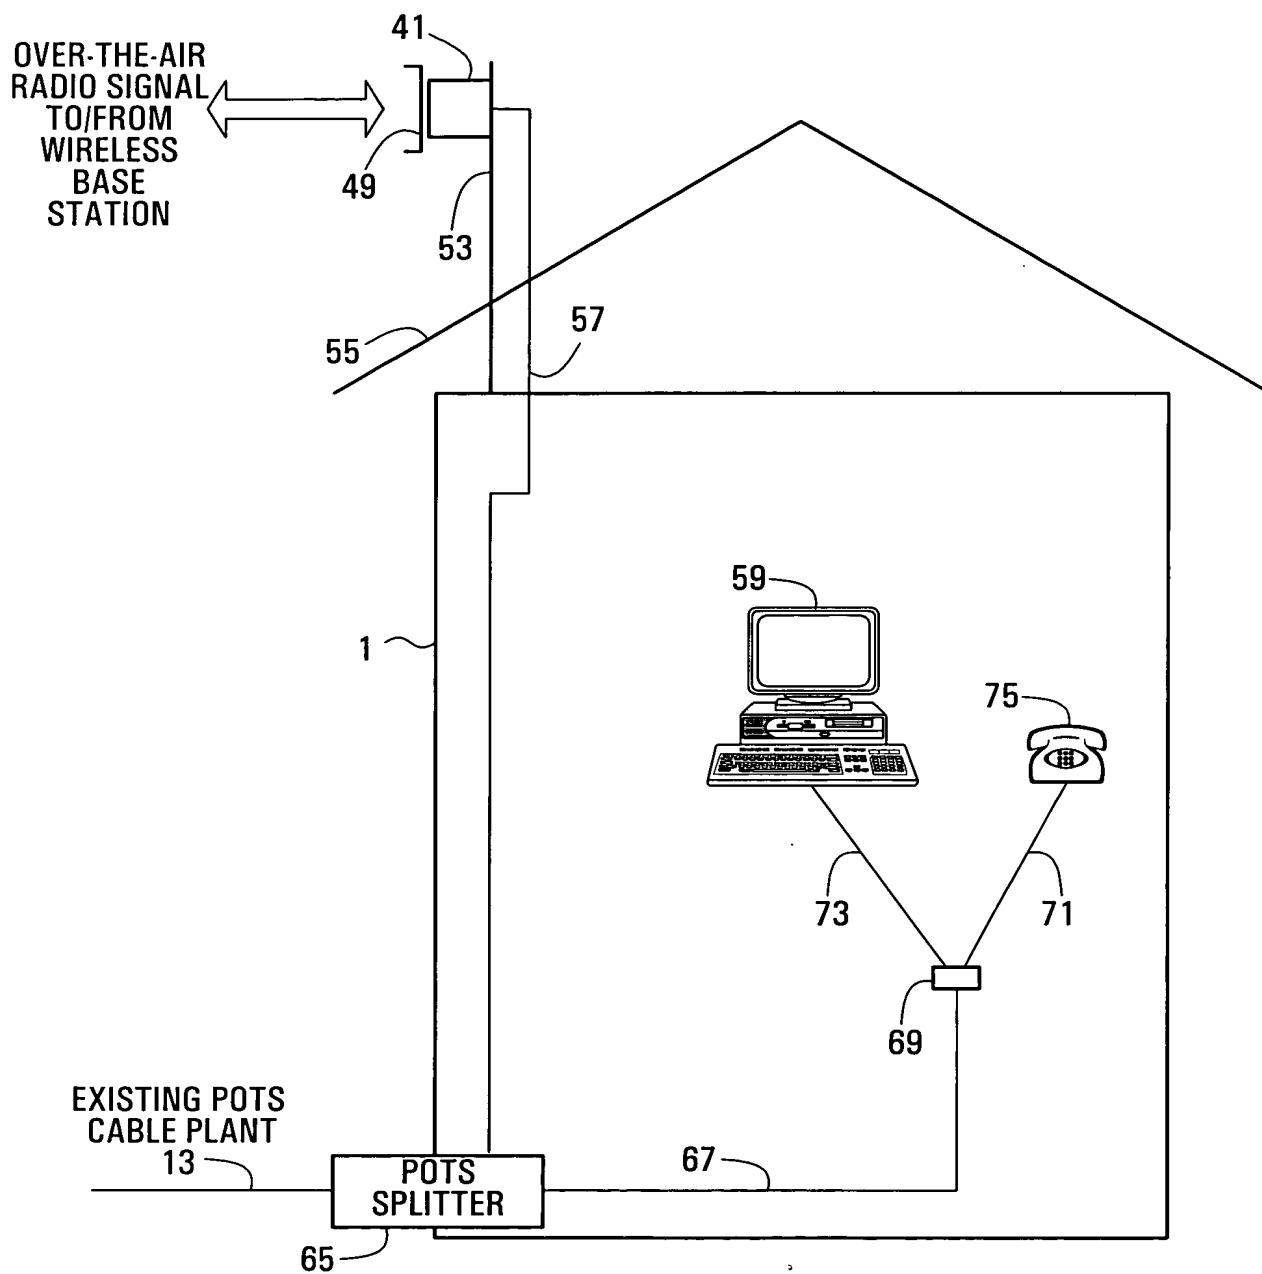 41
OVER-THE-AIR
RADIO SIGNAL
TO/FROM
WIRELESS
BASE
STATION
49
53
57
55
59
1
75
73
71
69
EXISTING POTS
CABLE PLANT
13
67
POTS
SPLITTER
65